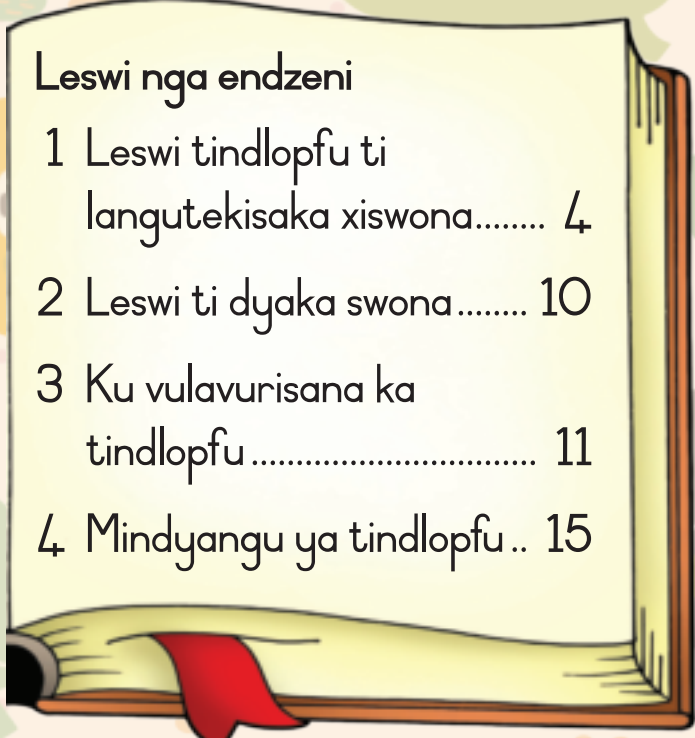 Leswi nga endzeni
1 Leswi tindlopfu ti
langutekisaka xiswona........ 4
2 Leswi ti dyaka swona........ 10
3 Ku vulavurisana ka
tindlopfu................................ 11
4 Mindyangu ya tindlopfu.. 15